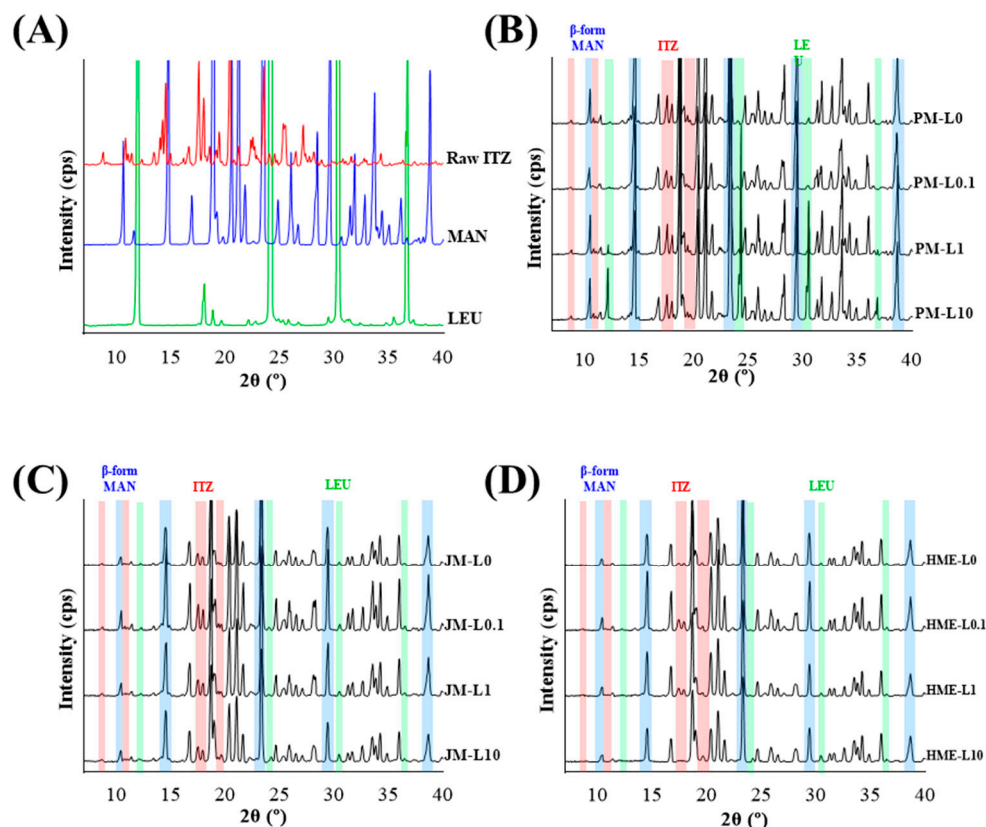 (A)
Intensity (cps)
Raw ITZ
MAN
LEU
10 15 20 25 30 35 40
2θ (º)
(B)
β-form
MAN
ITZ
LE
U
Intensity (cps)
PM-L0
PM-L0.1
PM-L1
PM-L10
10 15 20 25 30 35 40
2θ (º)
(C)
β-form
MAN
ITZ
LEU
Intensity (cps)
JM-L0
JM-L0.1
JM-L1
JM-L10
10 15 20 25 30 35 40
2θ (º)
(D)
β-form
MAN
ITZ
LEU
Intensity (cps)
HME-L0
HME-L0.1
HME-L1
HME-L10
10 15 20 25 30 35 40
2θ (º)